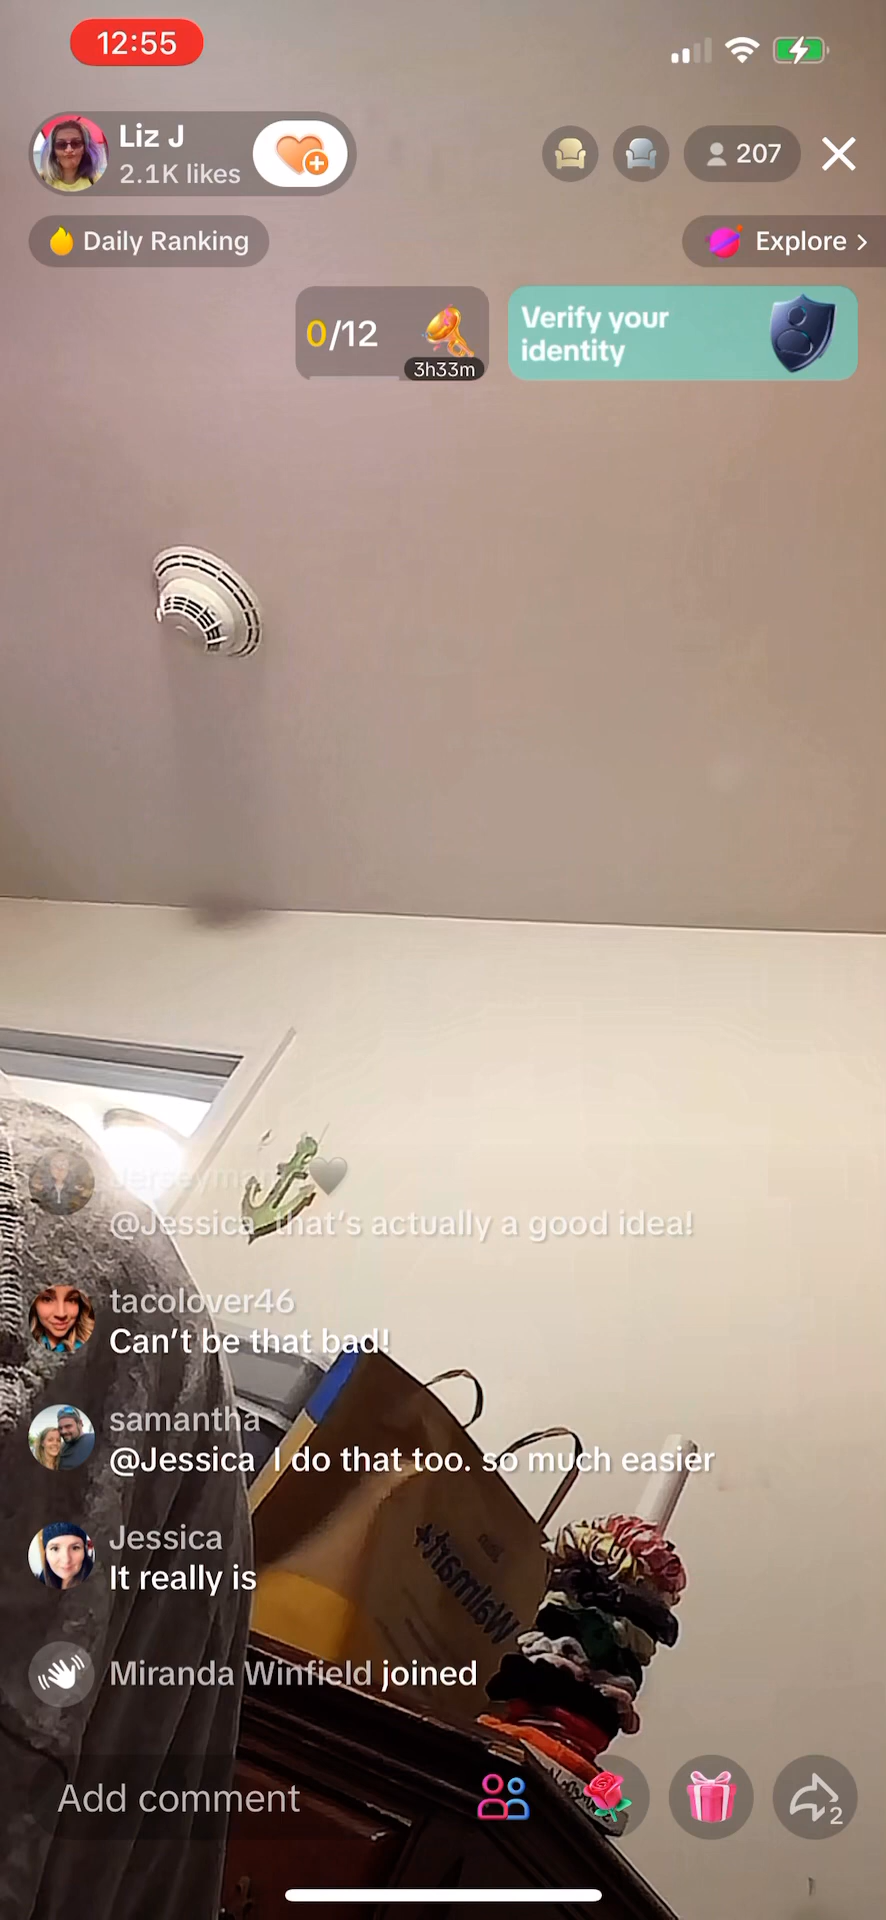 12:55
Liz J
2.1K likes
207
Daily Ranking
Explore >
0/12
3h33m
Verify your
identity
@Jessica that's actually a good idea!
tacolover46
Can't be that bad!
samantha
@Jessica I do that too. so much easier
Jessica
It really is
Walmart
Miranda Winfield joined
Add comment
2